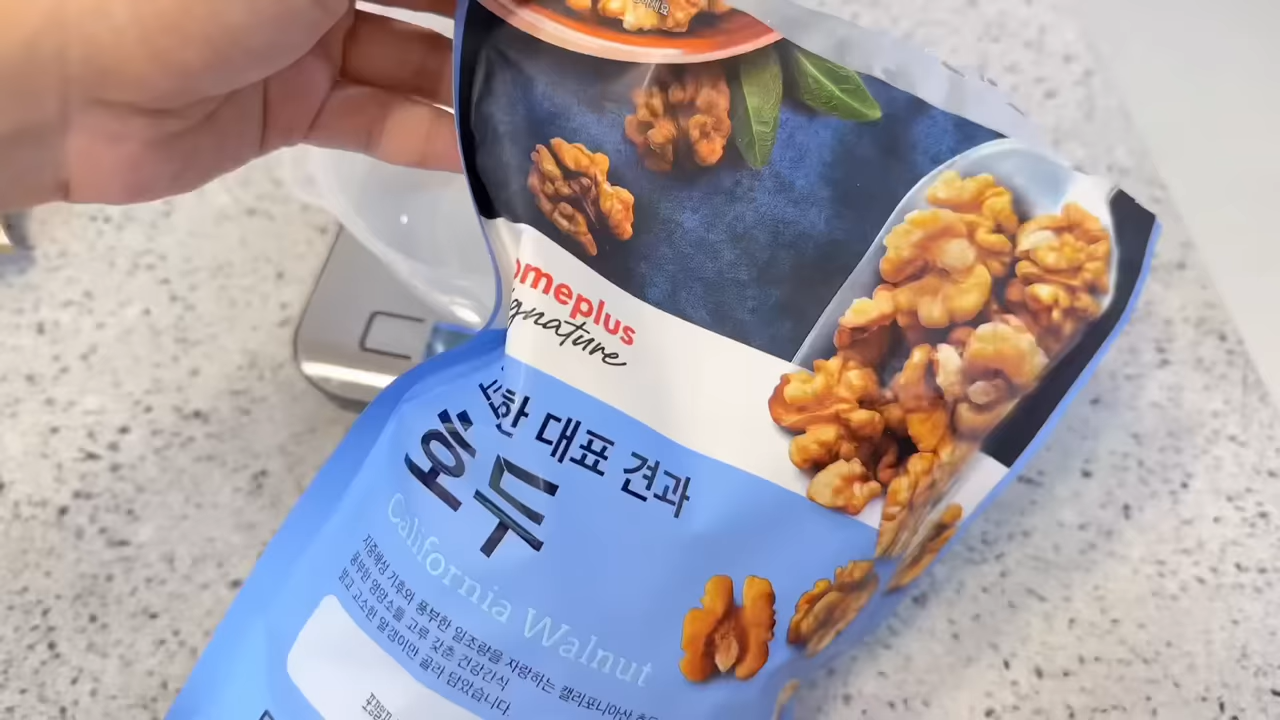 omeplus
gnature
고소한 대표 견과
호두
California Walnut
지중해성 기후와 풍부한 일조량을 자랑하는 캘리포니아산
풍부한 영양소를 고루 갖춘 건강간식
밝고 고소한 알갱이만 골라 담았습니다.